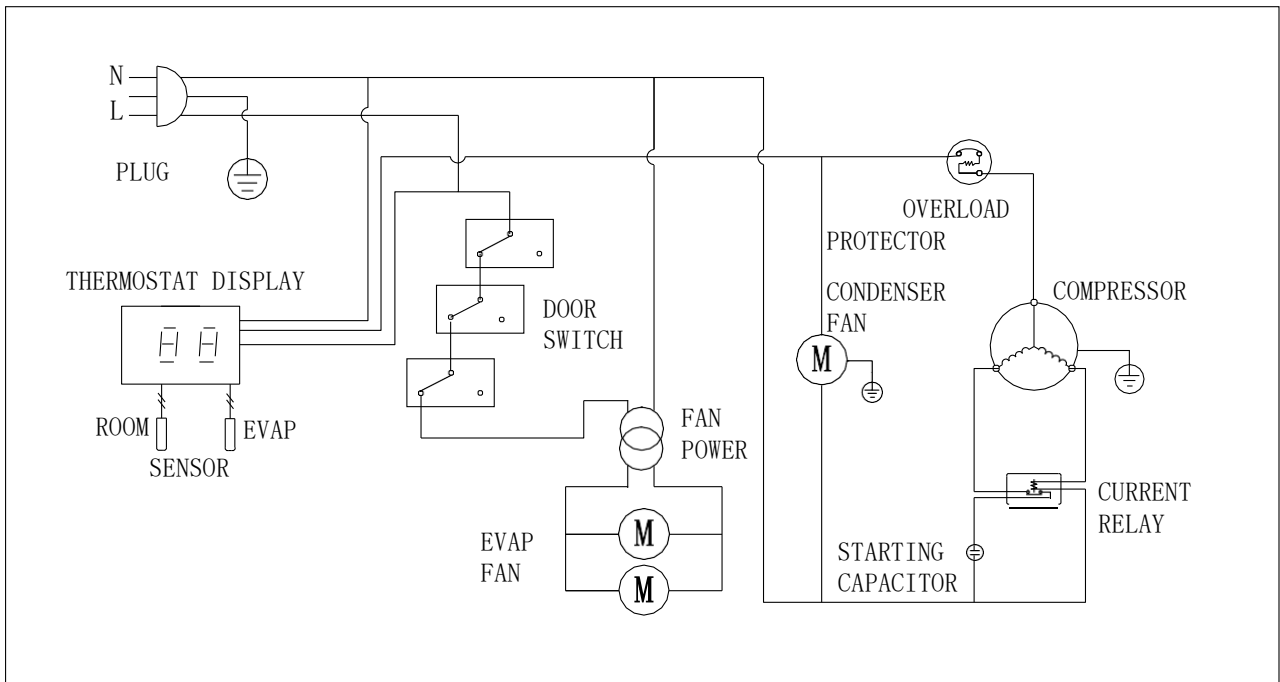 N
L
PLUG
THERMOSTAT DISPLAY
ROOM
EVAP
SENSOR
DOOR
SWITCH
FAN
POWER
EVAP
FAN
M
M
OVERLOAD
PROTECTOR
CONDENSER
FAN
M
COMPRESSOR
CURRENT
RELAY
STARTING
CAPACITOR